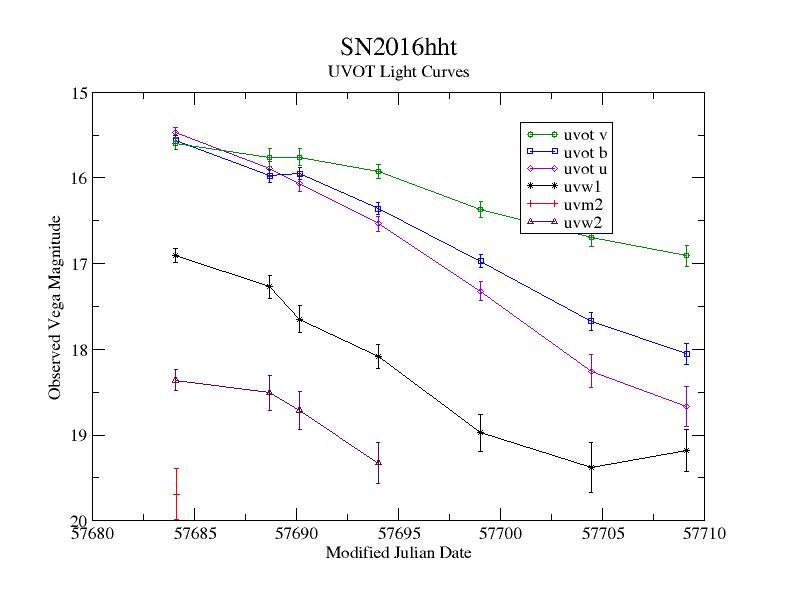 SN2016hht
UVOT Light Curves
15
16
17
18
19
20
Observed Vega Magnitude
uvot v
uvot b
uvot u
uvw1
uvm2
uvw2
57680 57685 57690 57695 57700 57705 57710
Modified Julian Date